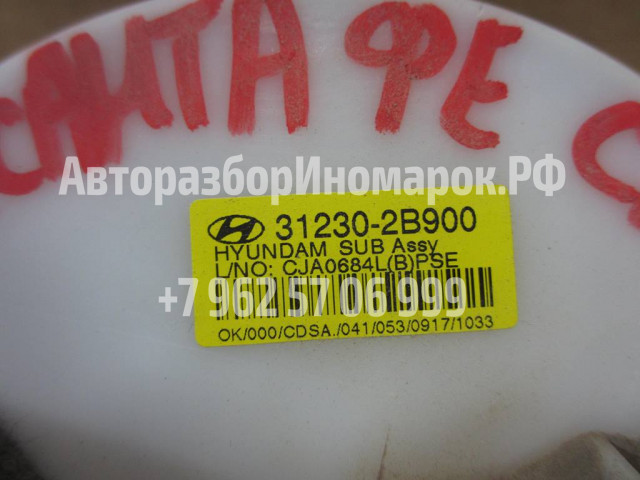 САНТА ФЕ С
АвторазборИномарок.РФ
31230-2B900
HYUNDAM SUB Assy
L/NO: CJA0684L(B)PSE
+7 962 57 06 999
OK/000/CDSA./041/053/0917/1033